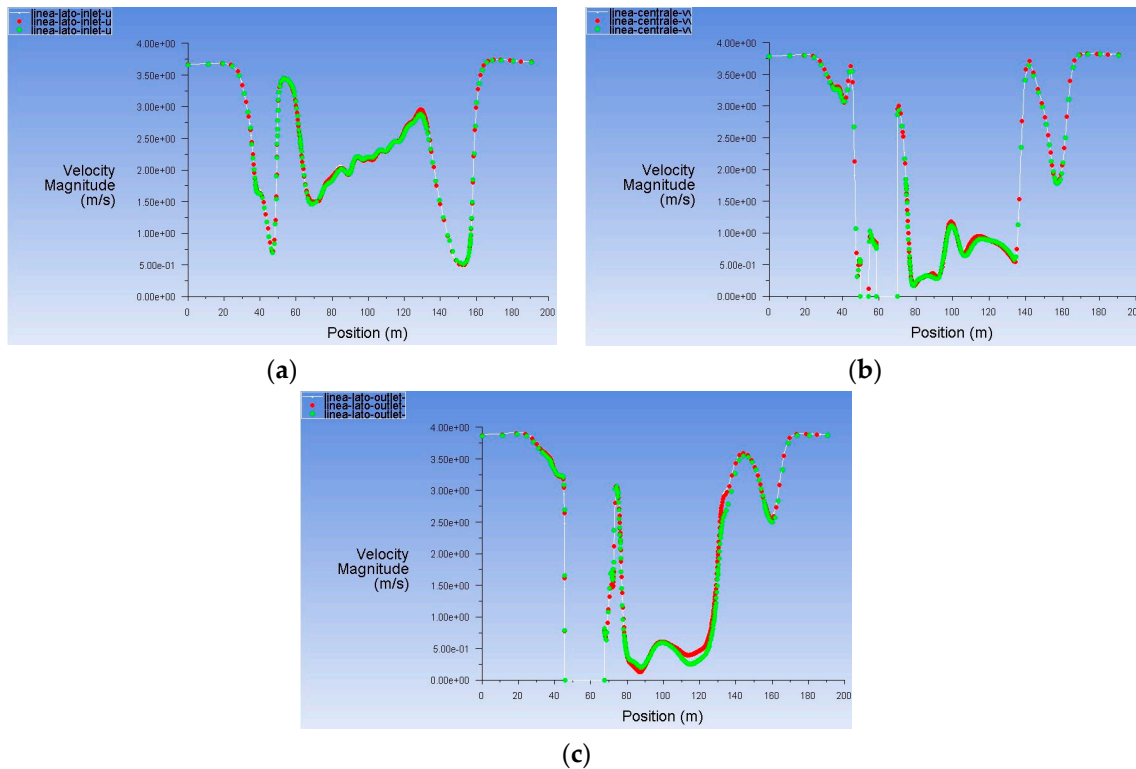 linea-lato-inlet-u
linea-lato-inlet-u
linea-lato-inlet-u
4.00e+00
3.50e+00
3.00e+00
2.50e+00
2.00e+00
1.50e+00
1.00e+00
5.00e-01
0.00e+00
Velocity
Magnitude
(m/s)
0 20 40 60 80 100 120 140 160 180 200
Position (m)
(a)
linea-centrale-vv
linea-centrale-vv
linea-centrale-vv
4.00e+00
3.50e+00
3.00e+00
2.50e+00
2.00e+00
1.50e+00
1.00e+00
5.00e-01
0.00e+00
Velocity
Magnitude
(m/s)
0 20 40 60 80 100 120 140 160 180 200
Position (m)
(b)
linea-lato-outlet-
linea-lato-outlet-
linea-lato-outlet-
4.00e+00
3.50e+00
3.00e+00
2.50e+00
2.00e+00
1.50e+00
1.00e+00
5.00e-01
0.00e+00
Velocity
Magnitude
(m/s)
0 20 40 60 80 100 120 140 160 180 200
Position (m)
(c)